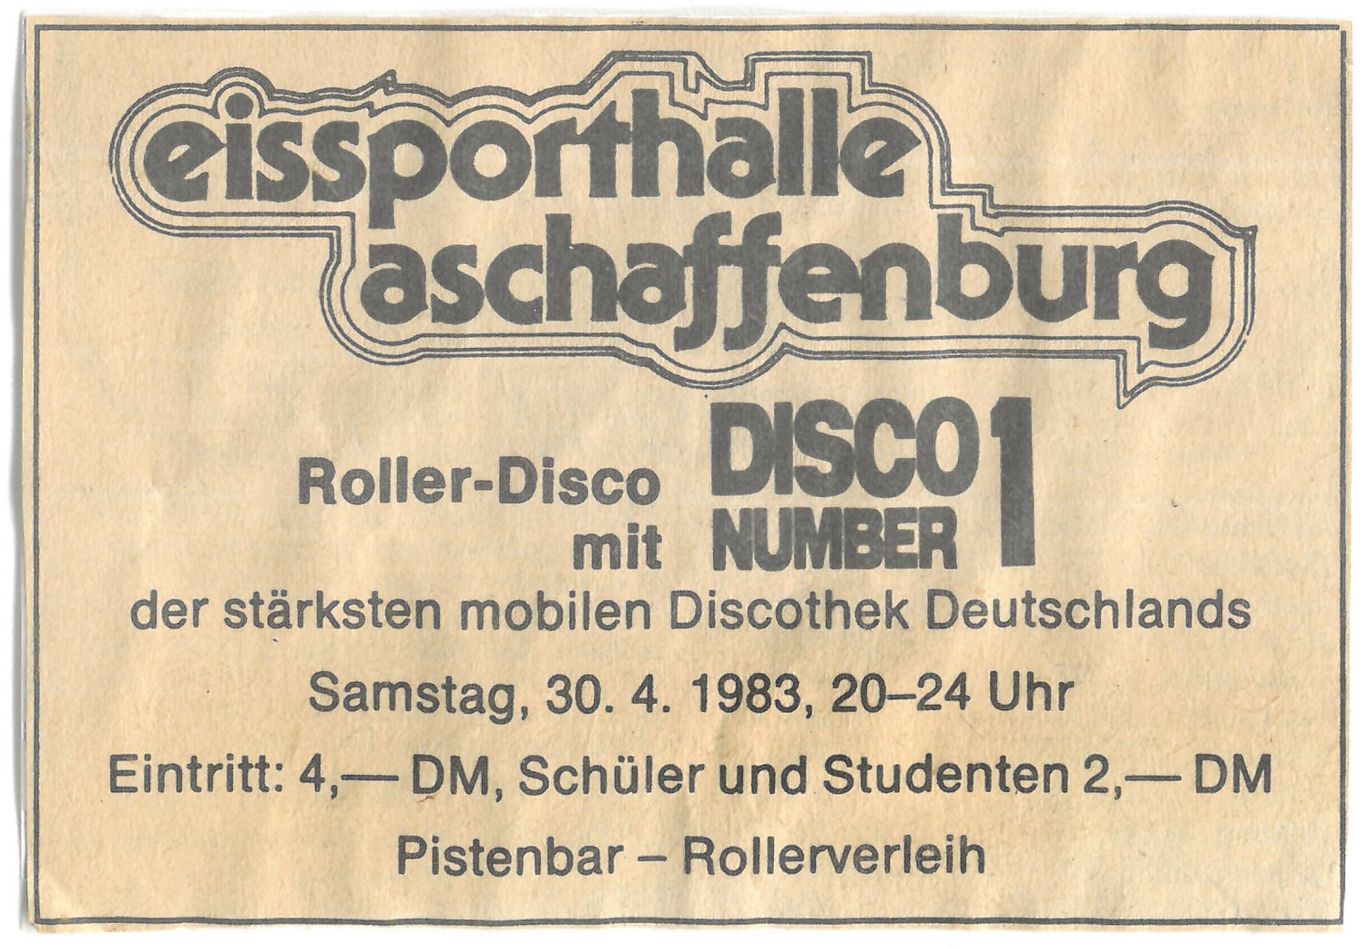 eissporthalle
aschaffenburg
Roller-Disco
mit
DISCO
NUMBER 1
der stärksten mobilen Discothek Deutschlands
Samstag, 30. 4. 1983, 20–24 Uhr
Eintritt: 4,— DM, Schüler und Studenten 2,— DM
Pistenbar – Rollerverleih